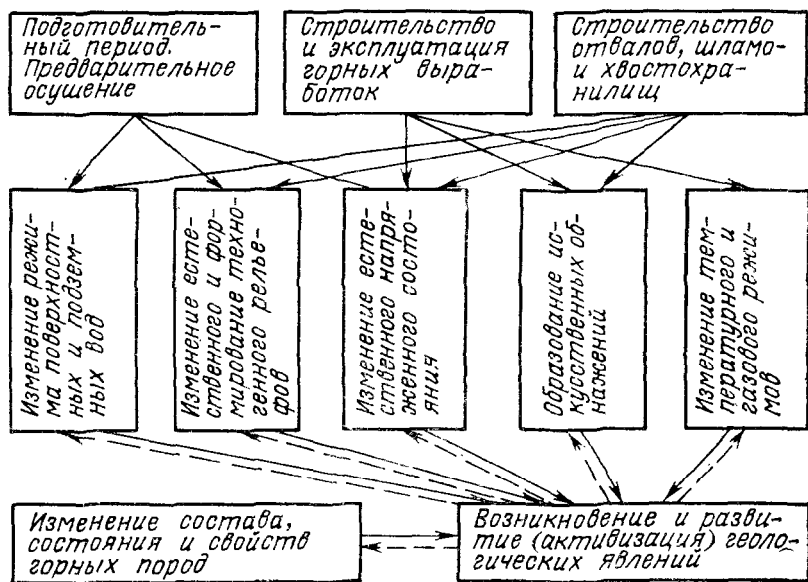 Подготовитель-
ный период.
Предварительное
осушение
Строительство
и эксплуатация
горных выра-
боток
Строительство
отвалов, шламо-
и хвостохра-
нилищ
Изменение режи-
ма поверхност-
ных и подзем-
ных вод
Изменение есте-
ственного и фор-
мирование техно-
генного релье-
фов
Изменение есте-
ственного напря-
женного состо-
яния
Образование ис-
кусственных об-
нажений
Изменение тем-
пературного и
газового режи-
мов
Изменение состава,
состояния и свойств
горных пород
Возникновение и разви-
тие (активизация) геоло-
гических явлений